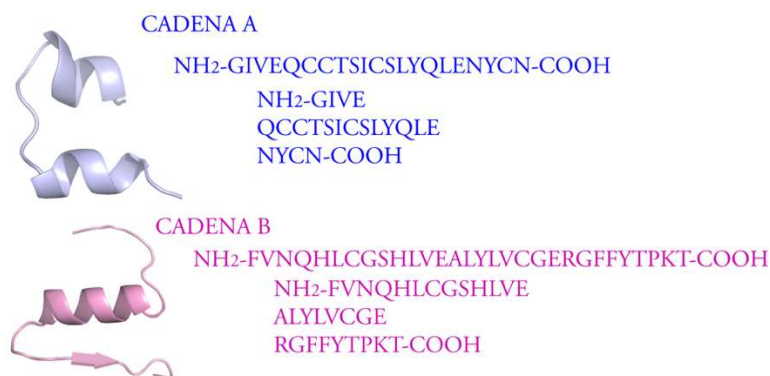 CADENA A
NH2-GIVEQCCTSICSLYQLENYCN-COOH
NH2-GIVE
QCCTSICSLYQLE
NYCN-COOH
CADENA B
NH2-FVNQHLCGSHLVEALYLVCGERGFFYTPKT-COOH
NH2-FVNQHLCGSHLVE
ALYLVCGE
RGFFYTPKT-COOH